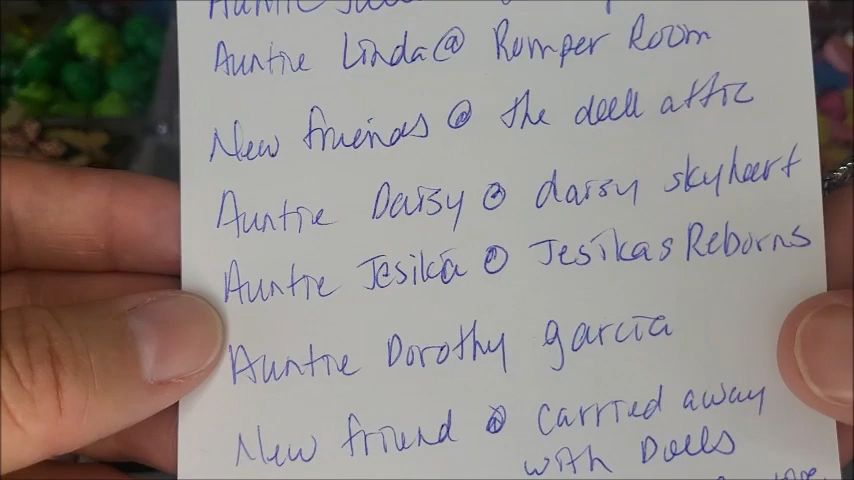 Auntie
Auntie Linda @ Romper Room
New friends @ the doll attic
Auntie Daisy @ daisy skyheart
Auntie Jesika @ Jesikas Reborns
Auntie Dorothy garcia
New friend @ carried away
with Dolls